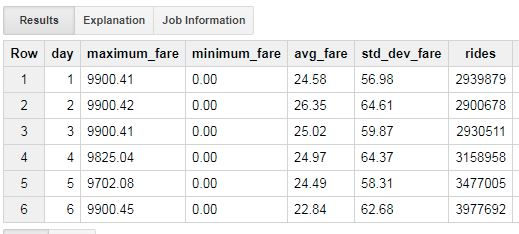 Results Explanation Job Information
Row day maximum_fare minimum_fare avg_fare std_dev_fare rides
1 1 9900.41 0.00 24.58 56.98 2939879
2 2 9900.42 0.00 26.35 64.61 2900678
3 3 9900.41 0.00 25.02 59.87 2930511
4 4 9825.04 0.00 24.97 64.37 3158958
5 5 9702.08 0.00 24.49 58.31 3477005
6 6 9900.45 0.00 22.84 62.68 3977692